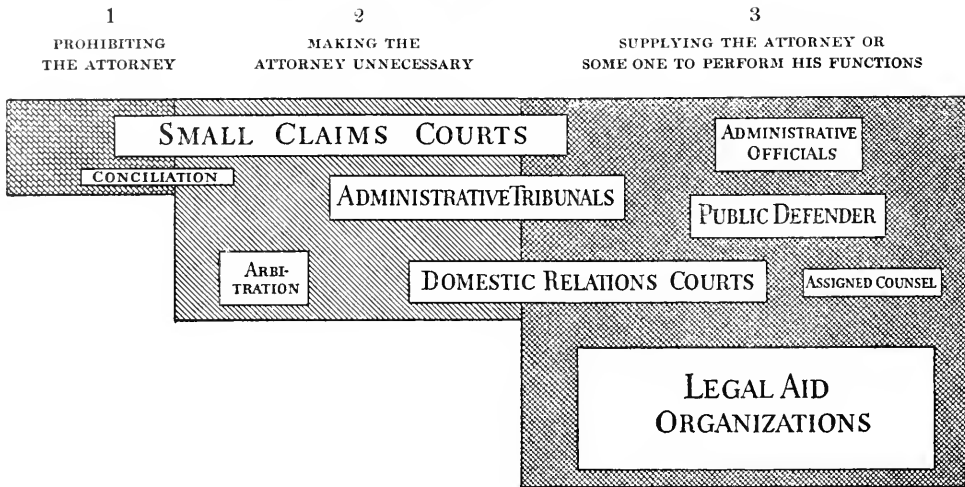 1
PROHIBITING
THE ATTORNEY
2
MAKING THE
ATTORNEY UNNECESSARY
3
SUPPLYING THE ATTORNEY OR
SOME ONE TO PERFORM HIS FUNCTIONS
SMALL CLAIMS COURTS
ADMINISTRATIVE
OFFICIALS
CONCILIATION
ADMINISTRATIVE TRIBUNALS
PUBLIC DEFENDER
ARBI-
TRATION
DOMESTIC RELATIONS COURTS
ASSIGNED COUNSEL
LEGAL AID
ORGANIZATIONS